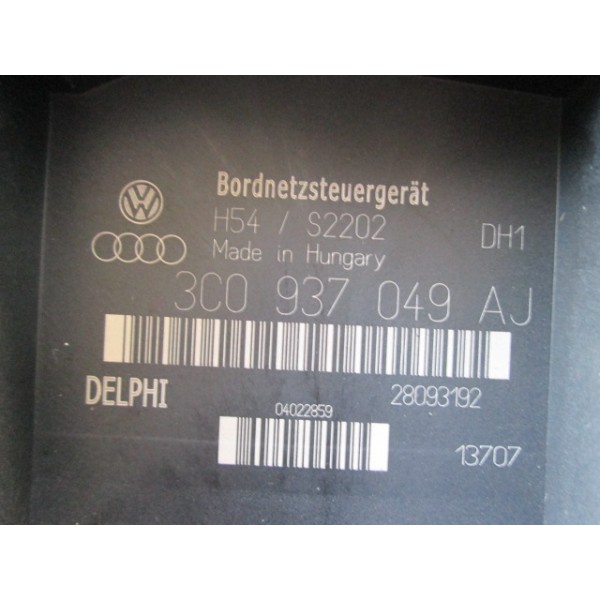 Bordnetzsteuergerät
H54 / S2202 DH1
Made in Hungary
3C0 937 049 AJ
DELPHI 28093192
04022859
13707